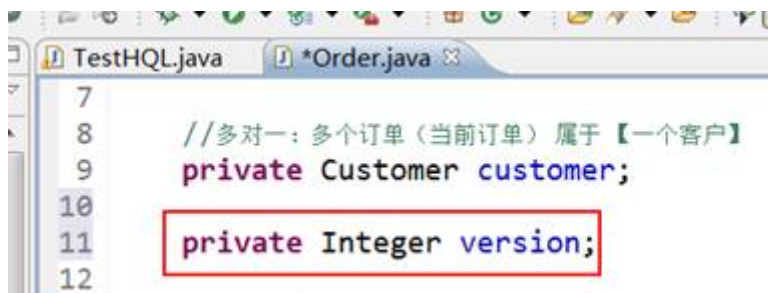 TestHQL.java
*Order.java
7
8 //多对一：多个订单（当前订单） 属于【一个客户】
9 private Customer customer;
10
11 private Integer version;
12